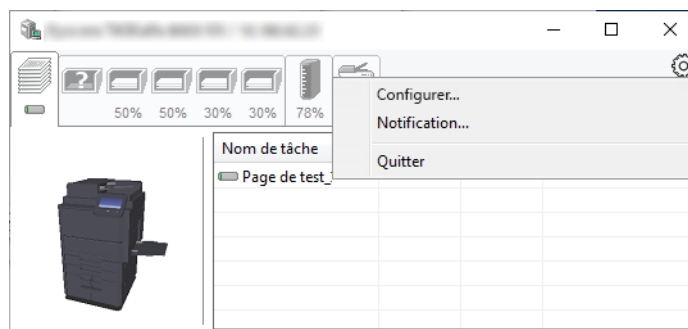 50% 50% 30% 30% 78%
Configurer...
Notification...
Quitter
Nom de tâche
Page de test_